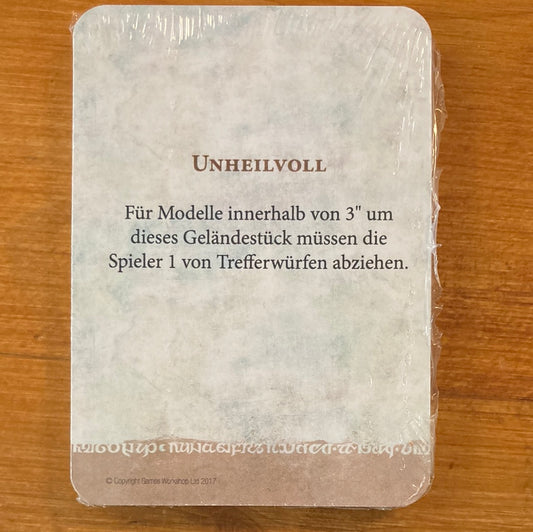 Unheilvoll
Für Modelle innerhalb von 3" um
dieses Geländestück müssen die
Spieler 1 von Trefferwürfen abziehen.
© Copyright Games Workshop Ltd 2017